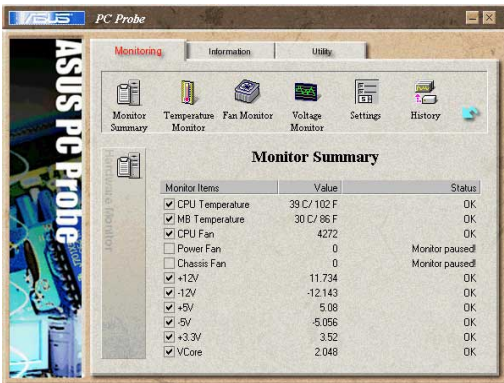 ASUS PC Probe
Monitoring Information Utility
ASUS PC Probe
Monitor Summary
Temperature Monitor
Fan Monitor
Voltage Monitor
Settings
History
Hardware Monitor
Monitor Summary
Monitor Items Value Status
CPU Temperature 39 C/ 102 F OK
MB Temperature 30 C/ 86 F OK
CPU Fan 4272 OK
Power Fan 0 Monitor paused!
Chassis Fan 0 Monitor paused!
+12V 11.734 OK
-12V -12.143 OK
+5V 5.08 OK
-5V -5.056 OK
+3.3V 3.52 OK
VCore 2.048 OK